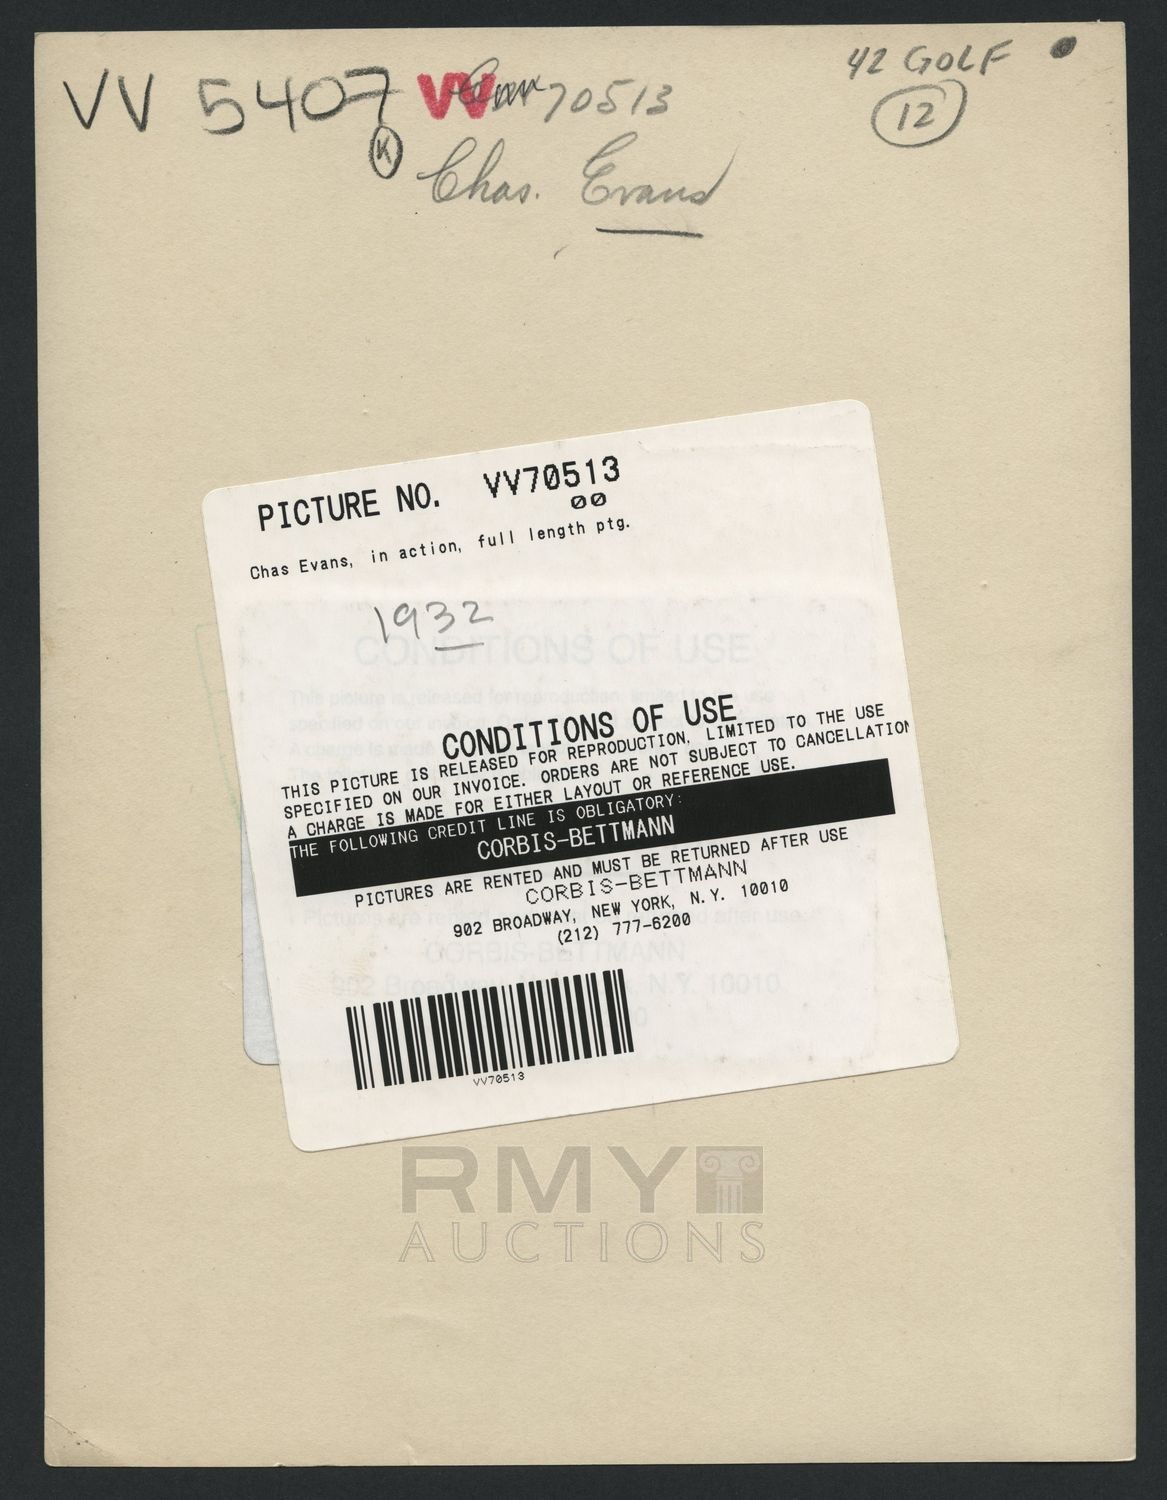 VV 5407 VV 70513
42 GOLF
12
K
Chas. Evans
PICTURE NO. VV70513
00
Chas Evans, in action, full length ptg.
1932
CONDITIONS OF USE
THIS PICTURE IS RELEASED FOR REPRODUCTION, LIMITED TO THE USE
SPECIFIED ON OUR INVOICE. ORDERS ARE NOT SUBJECT TO CANCELLATION
A CHARGE IS MADE FOR EITHER LAYOUT OR REFERENCE USE.
THE FOLLOWING CREDIT LINE IS OBLIGATORY:
CORBIS-BETTMANN
PICTURES ARE RENTED AND MUST BE RETURNED AFTER USE
CORBIS-BETTMANN
902 BROADWAY, NEW YORK, N.Y. 10010
(212) 777-6200
VV70513
RMY
AUCTIONS